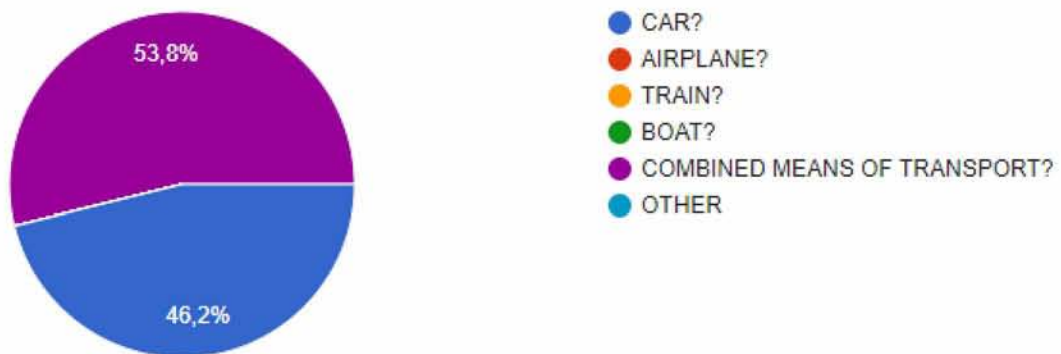 53,8%
46,2%
CAR?
AIRPLANE?
TRAIN?
BOAT?
COMBINED MEANS OF TRANSPORT?
OTHER